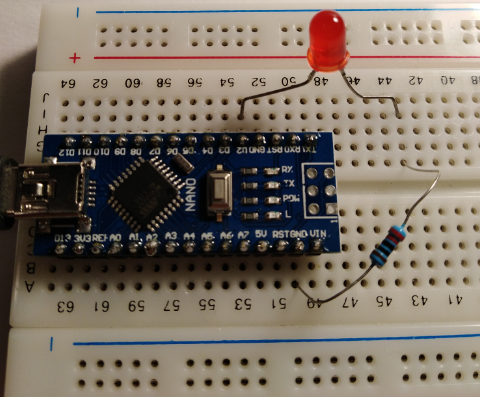 +
64 62 60 58 56 54 52 50 48 46 44 42 40 38
J
I
H
D12 D11 D10 D9 D8 D7 D6 D5 D4 D3 D2 GND RST RX0 TX1
NANO
RX
TX
POW
L
D13 3V3 REF A0 A1 A2 A3 A4 A5 A6 A7 5V RST GND VIN
B
A
63 61 59 57 55 53 51 49 47 45 43 41